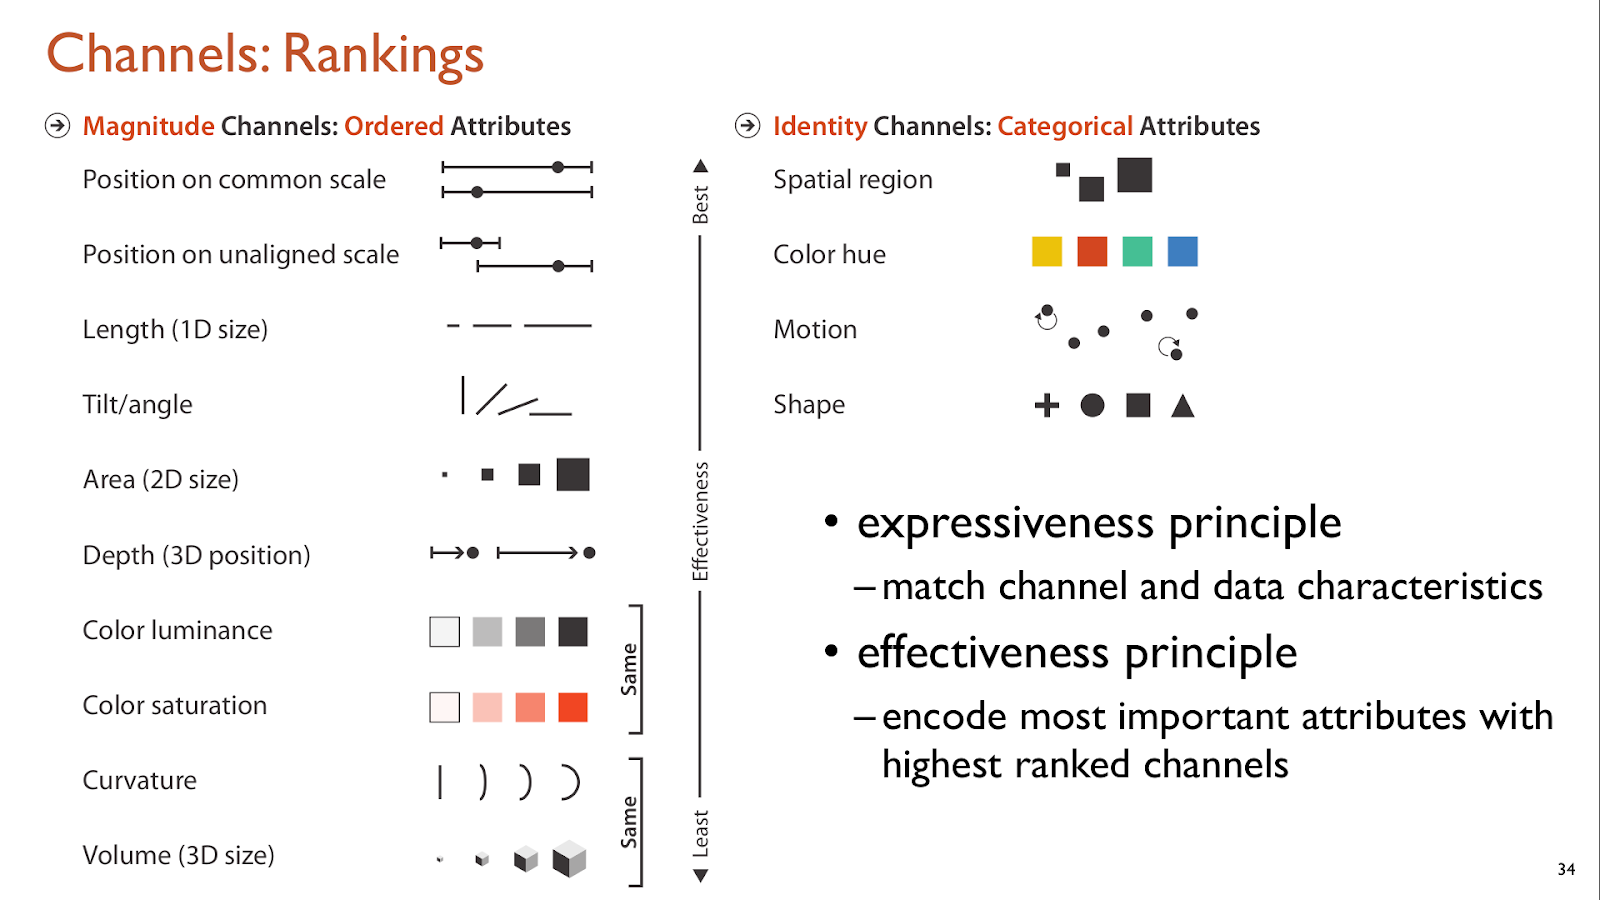 Channels: Rankings
Magnitude Channels: Ordered Attributes
Position on common scale
Position on unaligned scale
Length (1D size)
Tilt/angle
Area (2D size)
Depth (3D position)
Color luminance
Color saturation
Curvature
Volume (3D size)
Same
Same
Best
Effectiveness
Least
Identity Channels: Categorical Attributes
Spatial region
Color hue
Motion
Shape
• expressiveness principle
– match channel and data characteristics
• effectiveness principle
– encode most important attributes with
highest ranked channels
34